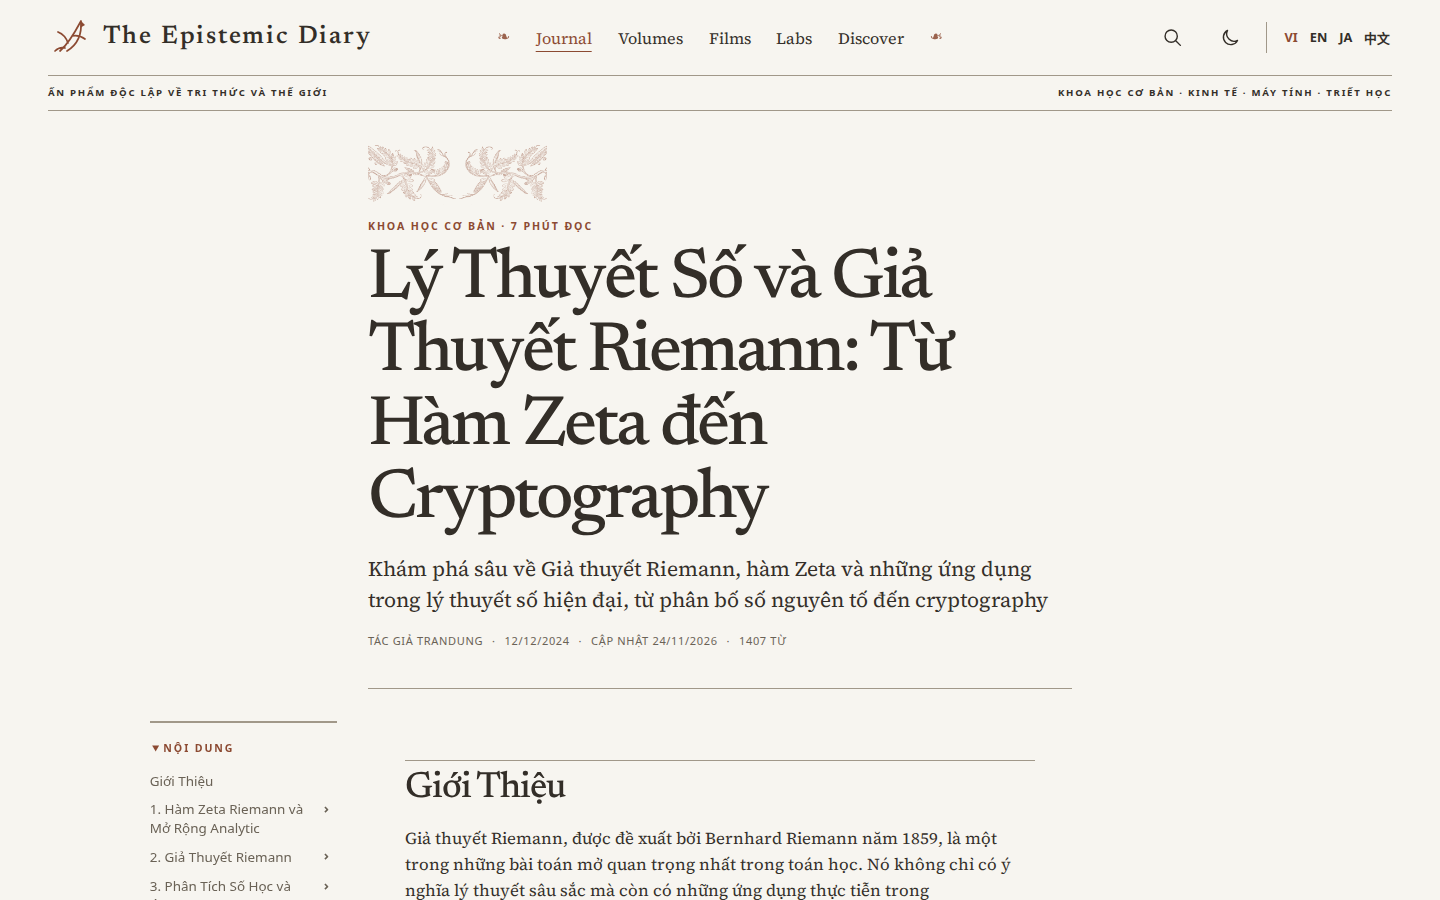 The Epistemic Diary
Journal Volumes Films Labs Discover
VI EN JA 中文
ẤN PHẨM ĐỘC LẬP VỀ TRI THỨC VÀ THẾ GIỚI
KHOA HỌC CƠ BẢN · KINH TẾ · MÁY TÍNH · TRIẾT HỌC
KHOA HỌC CƠ BẢN · 7 PHÚT ĐỌC
Lý Thuyết Số và Giả
Thuyết Riemann: Từ
Hàm Zeta đến
Cryptography
Khám phá sâu về Giả thuyết Riemann, hàm Zeta và những ứng dụng
trong lý thuyết số hiện đại, từ phân bố số nguyên tố đến cryptography
TÁC GIẢ TRANDUNG · 12/12/2024 · CẬP NHẬT 24/11/2026 · 1407 TỪ
NỘI DUNG
Giới Thiệu
1. Hàm Zeta Riemann và
Mở Rộng Analytic
2. Giả Thuyết Riemann
3. Phân Tích Số Học và
Giới Thiệu
Giả thuyết Riemann, được đề xuất bởi Bernhard Riemann năm 1859, là một
trong những bài toán mở quan trọng nhất trong toán học. Nó không chỉ có ý
nghĩa lý thuyết sâu sắc mà còn có những ứng dụng thực tiễn trong